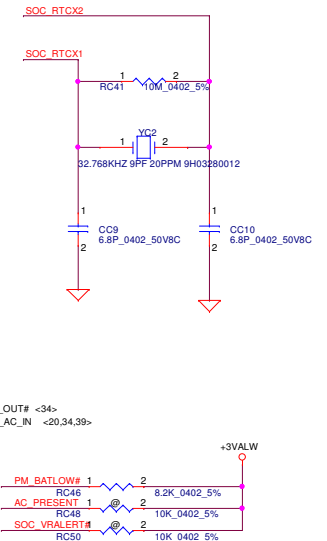 SOC_RTCX2
SOC_RTCX1
1 2
RC41 10M_0402_5%
YC2
1 2
32.768KHZ 9PF 20PPM 9H03280012
1 1
CC9 CC10
6.8P_0402_50V8C 6.8P_0402_50V8C
2 2
_OUT# <34>
_AC_IN <20,34,39>
+3VALW
PM_BATLOW# 1 2
RC46 8.2K_0402_5%
AC_PRESENT 1 @ 2
RC48 10K_0402_5%
SOC_VRALERT# 1 @ 2
RC50 10K_0402_5%